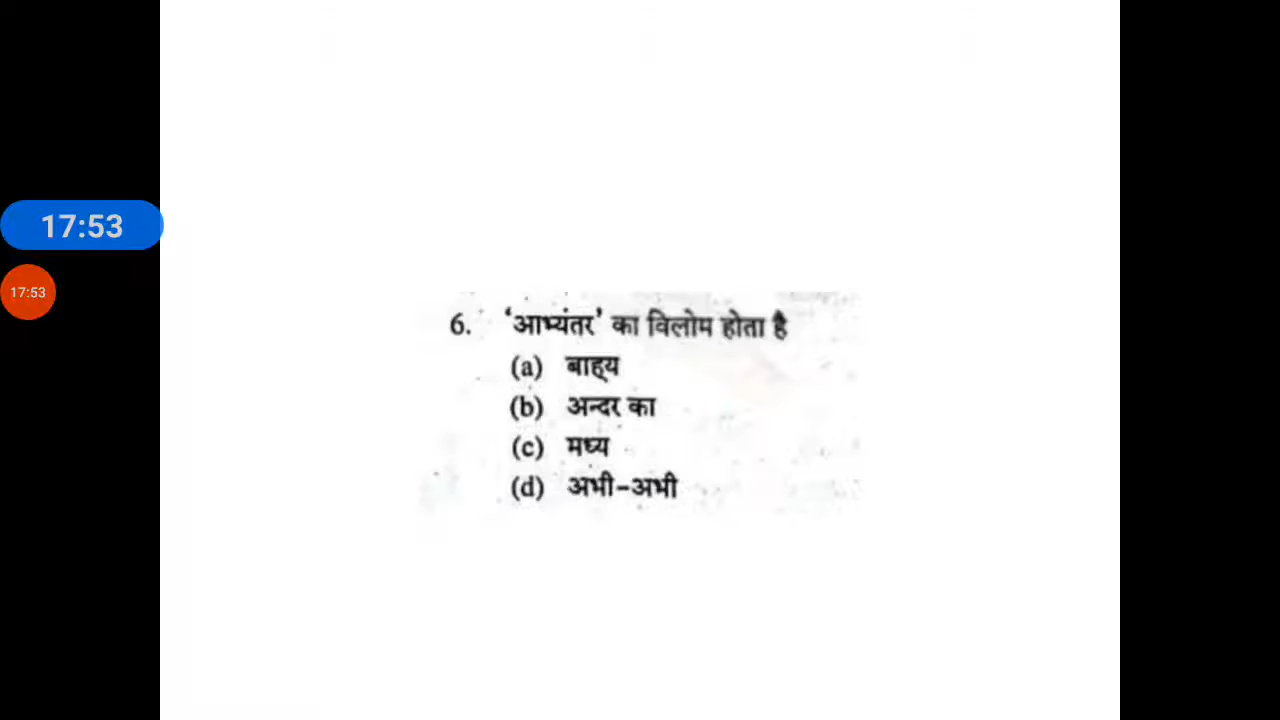 17:53
17:53
6. 'आभ्यंतर' का विलोम होता है
(a) बाह्य
(b) अन्दर का
(c) मध्य
(d) अभी-अभी